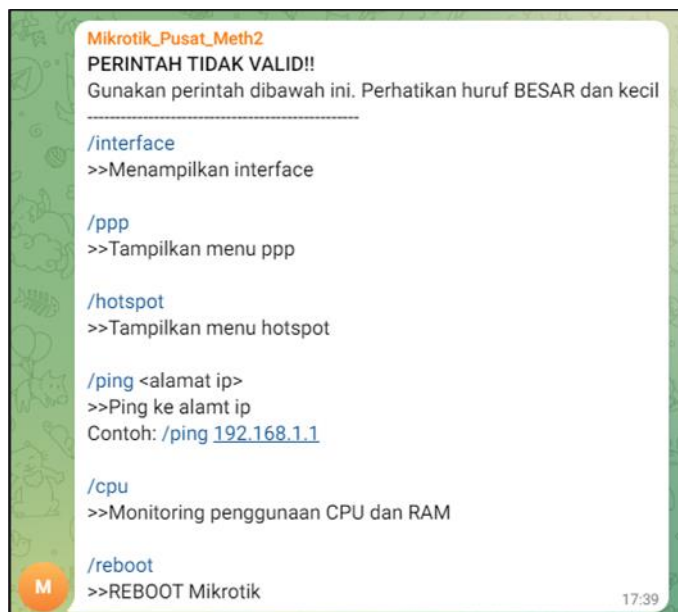 Mikrotik_Pusat_Meth2
PERINTAH TIDAK VALID!!
Gunakan perintah dibawah ini. Perhatikan huruf BESAR dan kecil
--------------------------------------------------
/interface
>>Menampilkan interface
/ppp
>>Tampilkan menu ppp
/hotspot
>>Tampilkan menu hotspot
/ping <alamat ip>
>>Ping ke alamt ip
Contoh: /ping 192.168.1.1
/cpu
>>Monitoring penggunaan CPU dan RAM
/reboot
>>REBOOT Mikrotik
M
17:39